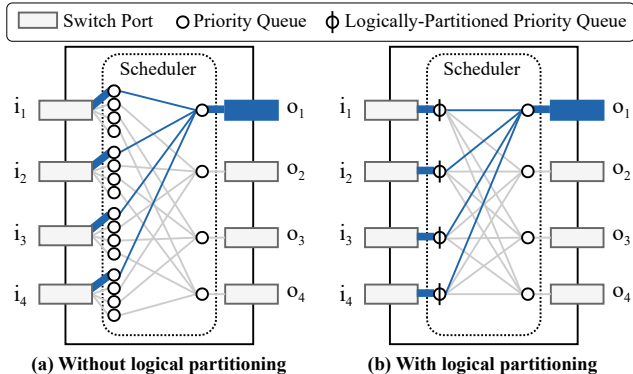 Switch Port Priority Queue Logically-Partitioned Priority Queue
Scheduler
i1
i2
i3
i4
o1
o2
o3
o4
(a) Without logical partitioning
Scheduler
i1
i2
i3
i4
o1
o2
o3
o4
(b) With logical partitioning